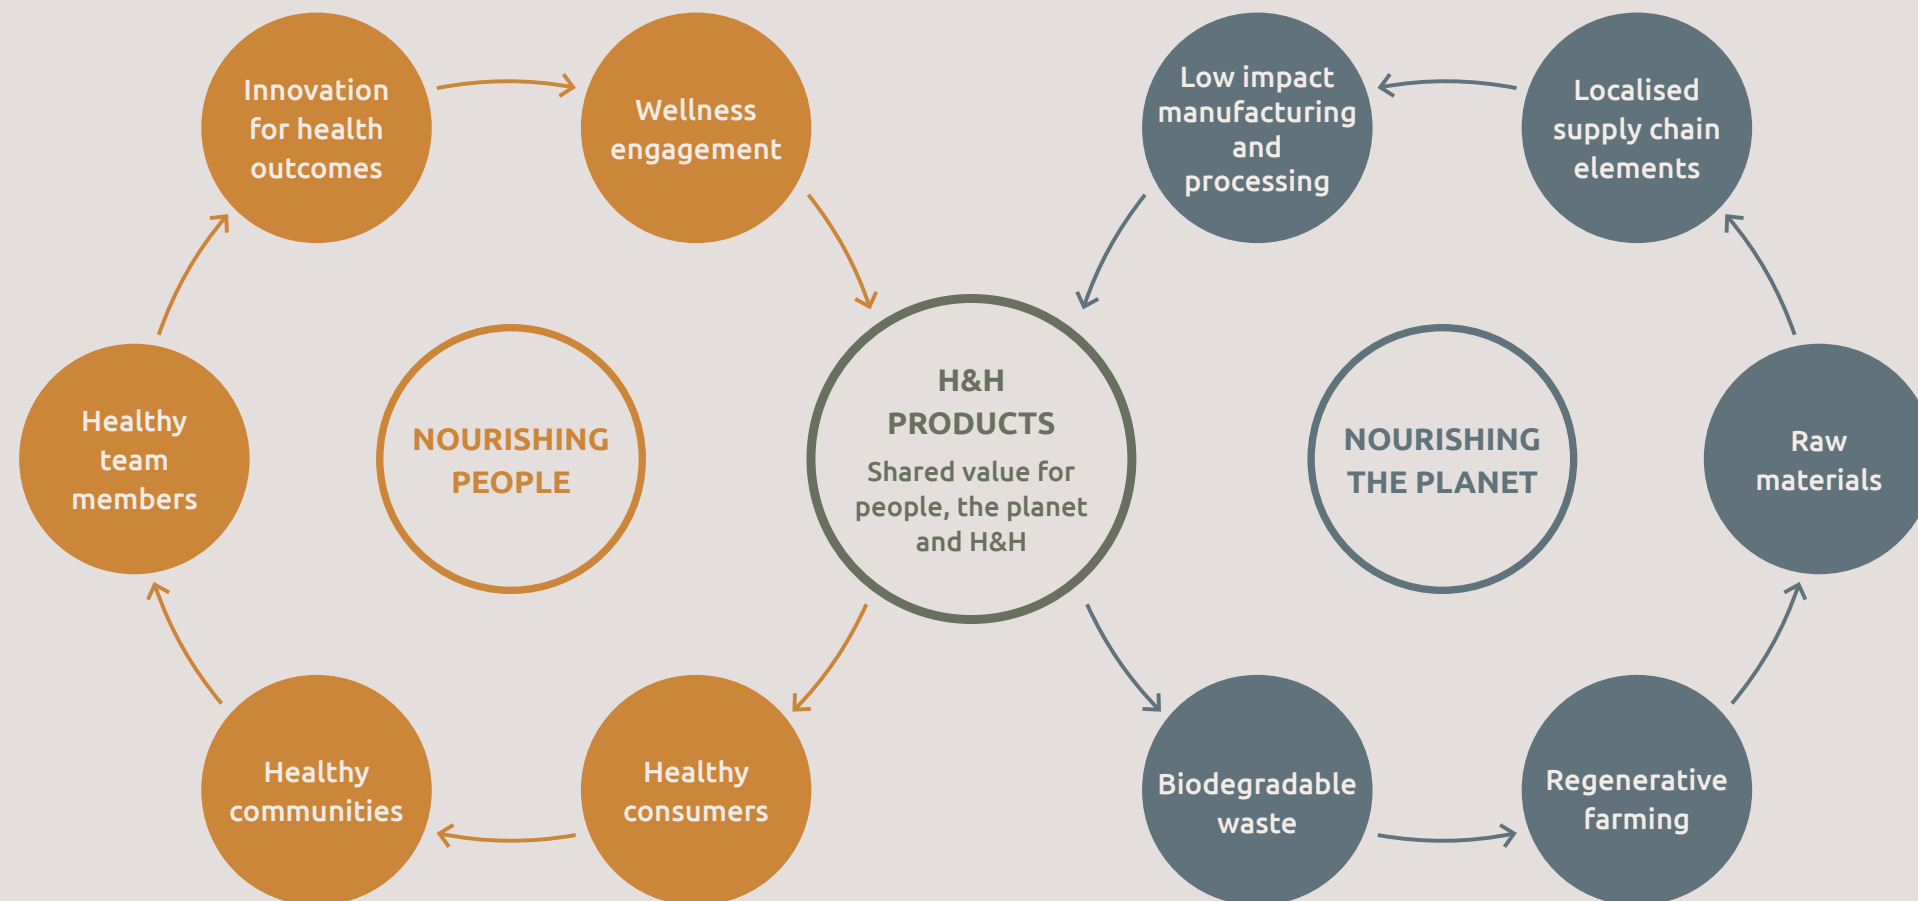 Innovation
for health
outcomes
Wellness
engagement
Low impact
manufacturing
and
processing
Localised
supply chain
elements
Healthy
team
members
NOURISHING
PEOPLE
H&H
PRODUCTS
Shared value for
people, the planet
and H&H
NOURISHING
THE PLANET
Raw
materials
Healthy
communities
Healthy
consumers
Biodegradable
waste
Regenerative
farming